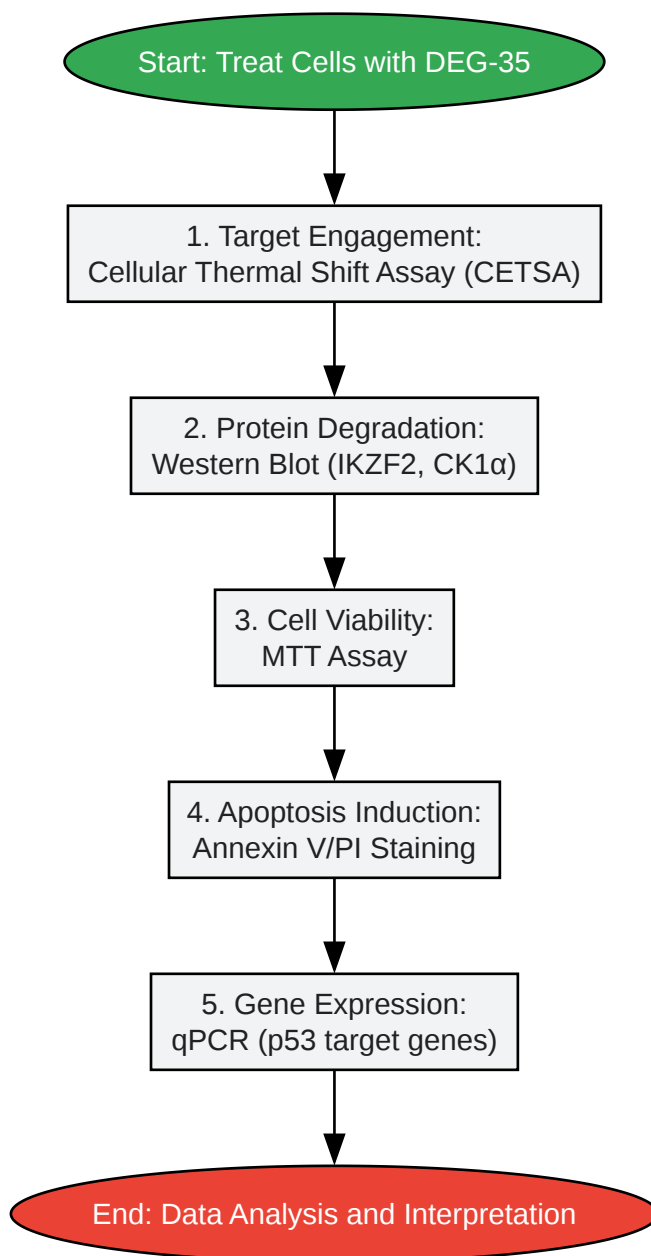 Start: Treat Cells with DEG-35
1. Target Engagement:
Cellular Thermal Shift Assay (CETSA)
2. Protein Degradation:
Western Blot (IKZF2, CK1α)
3. Cell Viability:
MTT Assay
4. Apoptosis Induction:
Annexin V/PI Staining
5. Gene Expression:
qPCR (p53 target genes)
End: Data Analysis and Interpretation